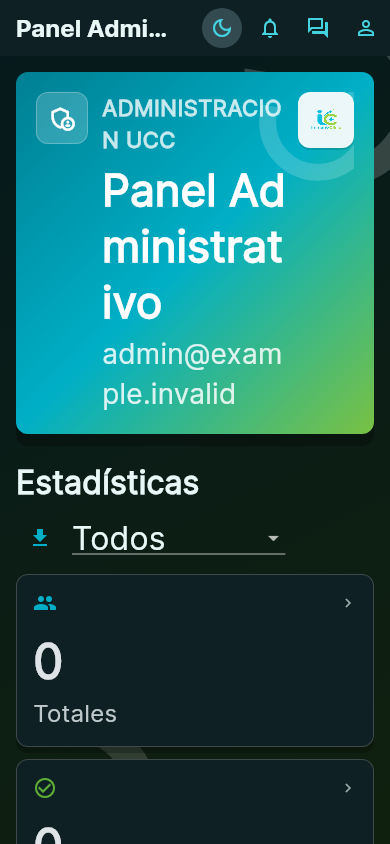 Panel Admi...
ADMINISTRACIO
N UCC
Panel Ad
ministrat
ivo
admin@exam
ple.invalid
Estadísticas
Todos
0
Totales
0